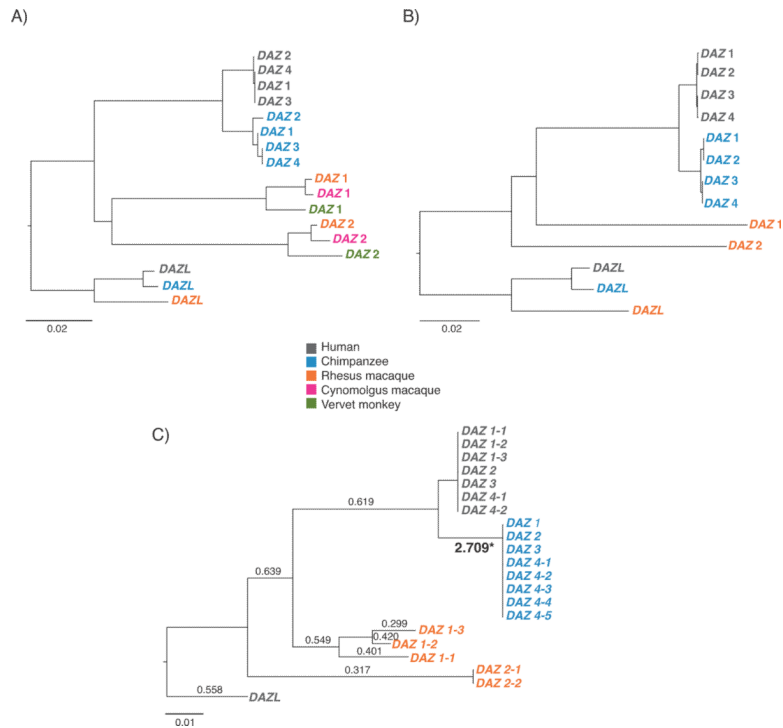 A)
DAZ 2
DAZ 4
DAZ 1
DAZ 3
DAZ 2
DAZ 1
DAZ 3
DAZ 4
DAZ 1
DAZ 1
DAZ 1
DAZ 2
DAZ 2
DAZ 2
DAZL
DAZL
DAZL
0.02
B)
DAZ 1
DAZ 2
DAZ 3
DAZ 4
DAZ 1
DAZ 2
DAZ 3
DAZ 4
DAZ 1
DAZ 2
DAZL
DAZL
DAZL
0.02
Human
Chimpanzee
Rhesus macaque
Cynomolgus macaque
Vervet monkey
C)
DAZ 1-1
DAZ 1-2
DAZ 1-3
DAZ 2
DAZ 3
DAZ 4-1
DAZ 4-2
0.619
DAZ 1
DAZ 2
DAZ 3
DAZ 4-1
DAZ 4-2
DAZ 4-3
DAZ 4-4
DAZ 4-5
2.709*
0.639
0.299
DAZ 1-3
0.420
DAZ 1-2
0.549
0.401
DAZ 1-1
0.317
DAZ 2-1
DAZ 2-2
0.558
DAZL
0.01